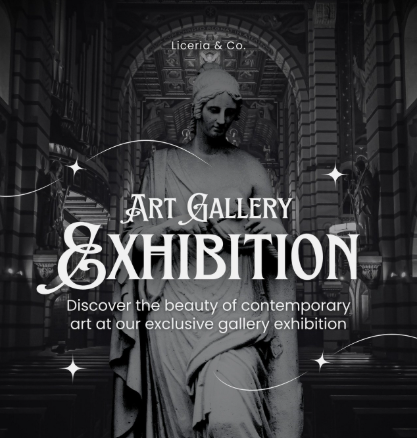 Liceria & Co.
Art Gallery
Exhibition
Discover the beauty of contemporary
art at our exclusive gallery exhibition